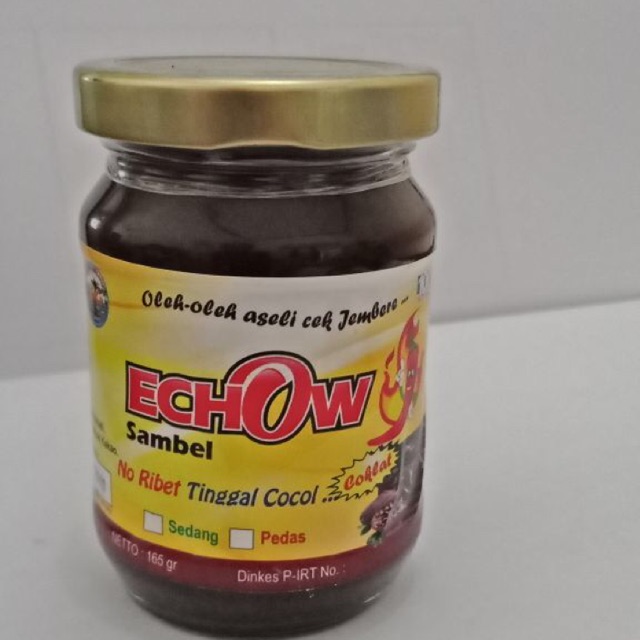 Oleh-oleh aseli cek Jembere ...
ECHOW
Sambel
No Ribet Tinggal Cocol ...
Coklat
Sedang Pedas
NETTO : 165 gr
Dinkes P-IRT No. :